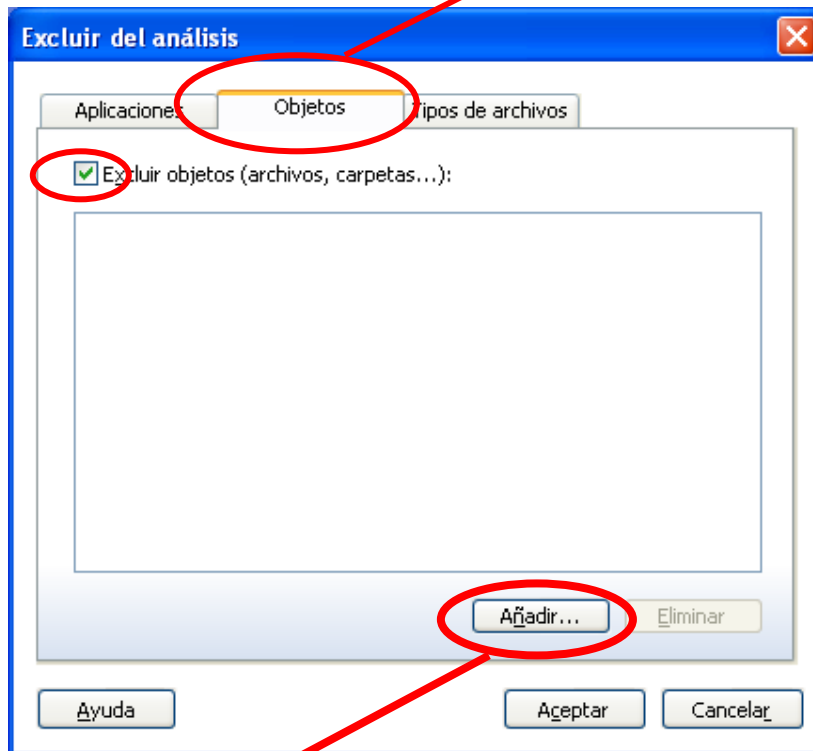 Excluir del análisis
Aplicaciones Objetos Tipos de archivos
Excluir objetos (archivos, carpetas...):
Añadir... Eliminar
Ayuda Aceptar Cancelar